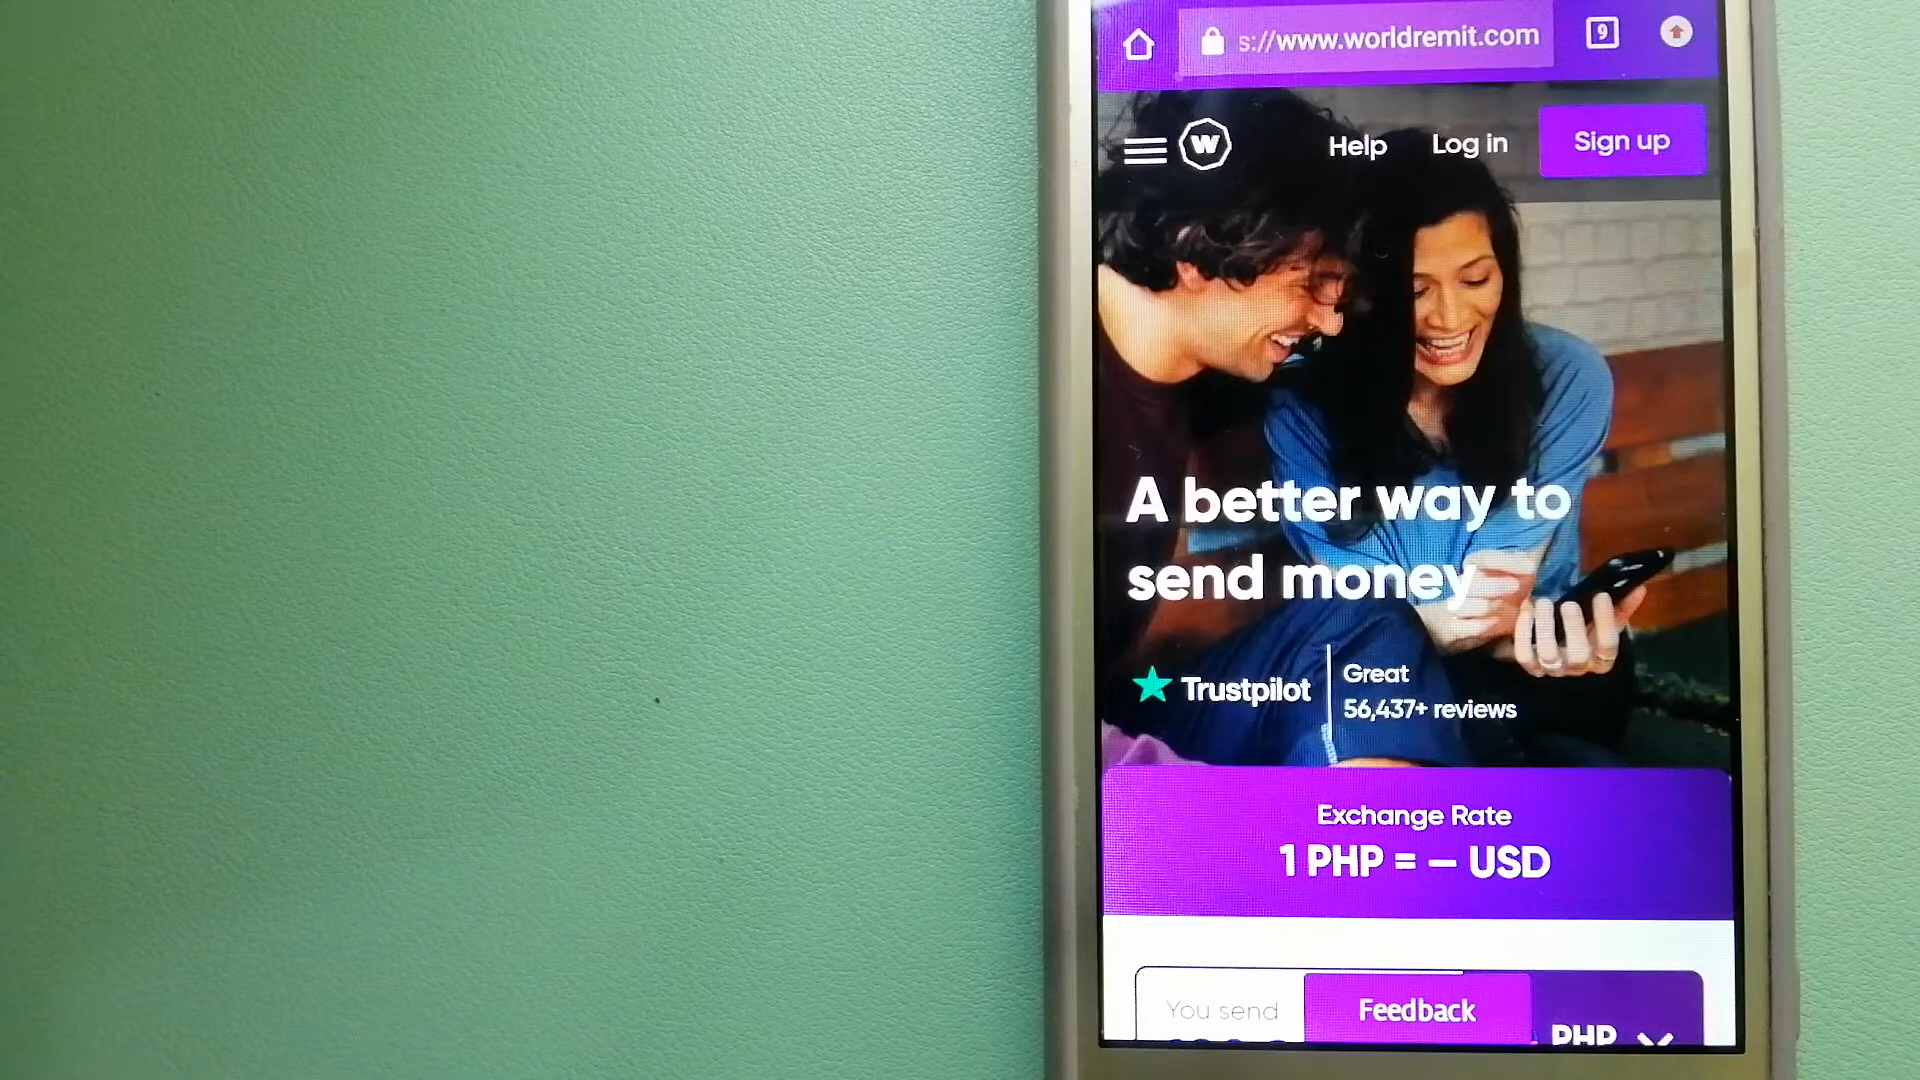 s://www.worldremit.com
9
W
Help
Log in
Sign up
A better way to
send money
Trustpilot
Great
56,437+ reviews
Exchange Rate
1 PHP = – USD
You send
Feedback
PHP